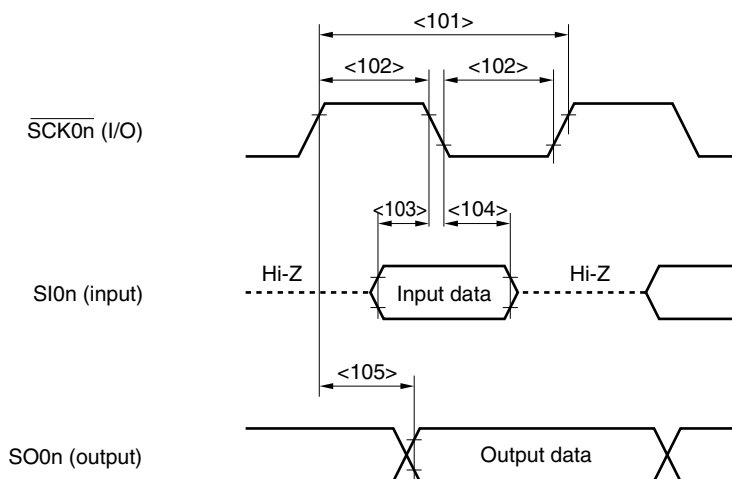 <101>
<102> <102>
SCK0n (I/O)
<103> <104>
Hi-Z Hi-Z
SI0n (input) Input data
<105>
SO0n (output) Output data